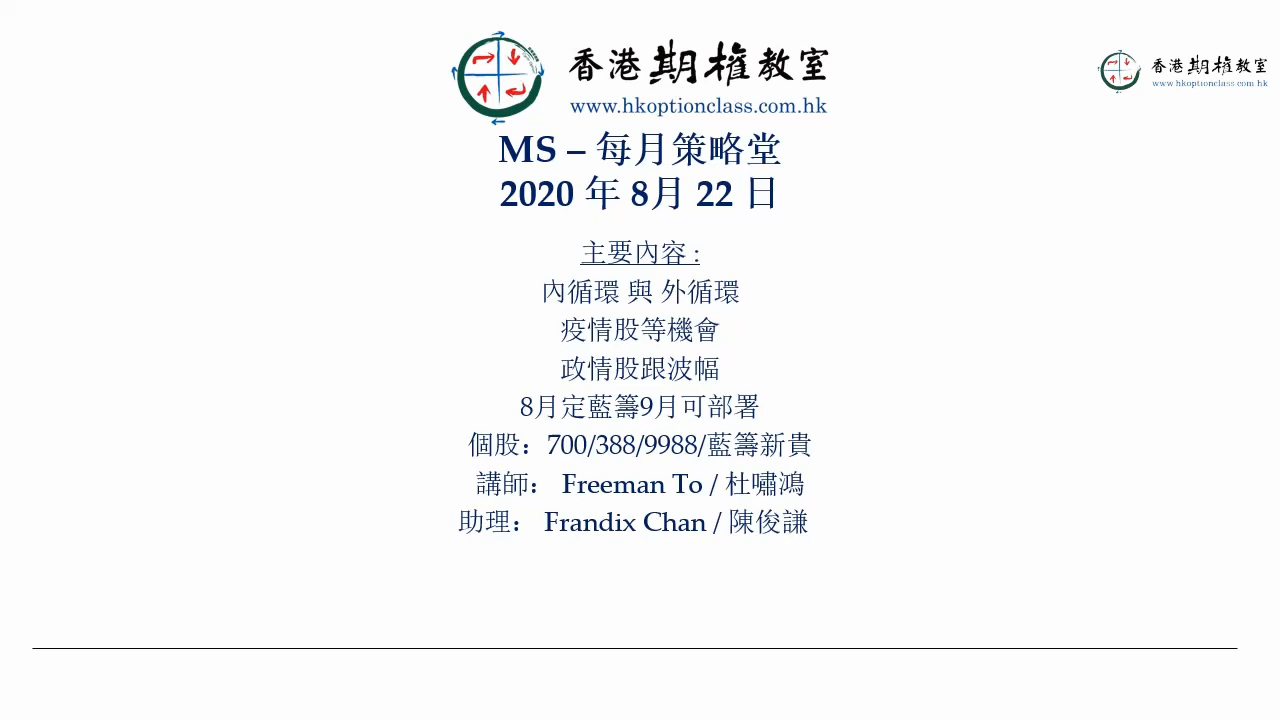 香港期權教室
www.hkoptionclass.com.hk
香港期權教室
www.hkoptionclass.com.hk
MS – 每月策略堂
2020 年 8月 22 日
主要內容 :
內循環 與 外循環
疫情股等機會
政情股跟波幅
8月定藍籌9月可部署
個股：700/388/9988/藍籌新貴
講師： Freeman To / 杜嘯鴻
助理： Frandix Chan / 陳俊謙